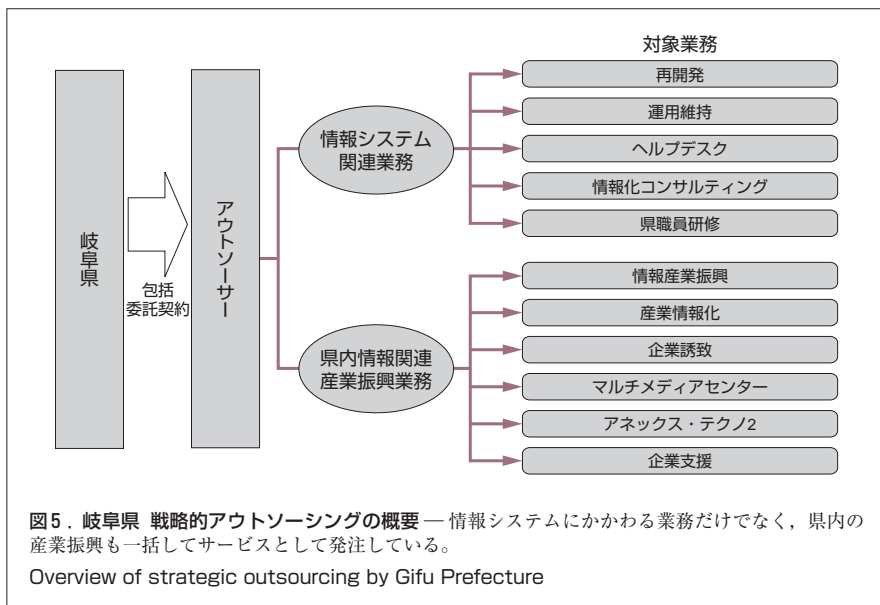 対象業務
岐阜県
包括
委託契約
アウトソーサー
情報システム
関連業務
再開発
運用維持
ヘルプデスク
情報化コンサルティング
県職員研修
県内情報関連
産業振興業務
情報産業振興
産業情報化
企業誘致
マルチメディアセンター
アネックス・テクノ2
企業支援
図5．岐阜県 戦略的アウトソーシングの概要 — 情報システムにかかわる業務だけでなく，県内の
産業振興も一括してサービスとして発注している。
Overview of strategic outsourcing by Gifu Prefecture